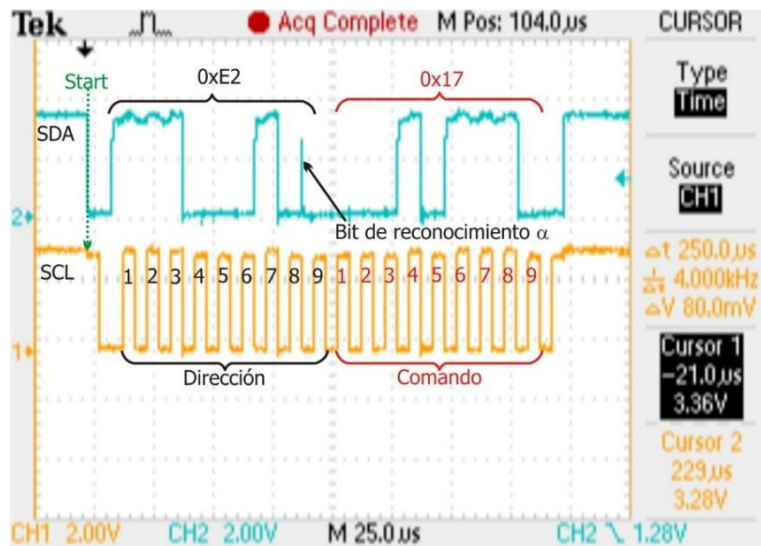 Tek
Acq Complete
M Pos: 104.0µs
CURSOR
Start
0xE2
0x17
Type
Time
SDA
Source
CH1
2
Bit de reconocimiento α
SCL
1 2 3 4 5 6 7 8 9 1 2 3 4 5 6 7 8 9
Δt 250.0µs
1/Δt 4.000kHz
ΔV 80.0mV
1
Dirección
Comando
Cursor 1
-21.0µs
3.36V
Cursor 2
229µs
3.28V
CH1 2.00V
CH2 2.00V
M 25.0µs
CH2 \ 1.28V